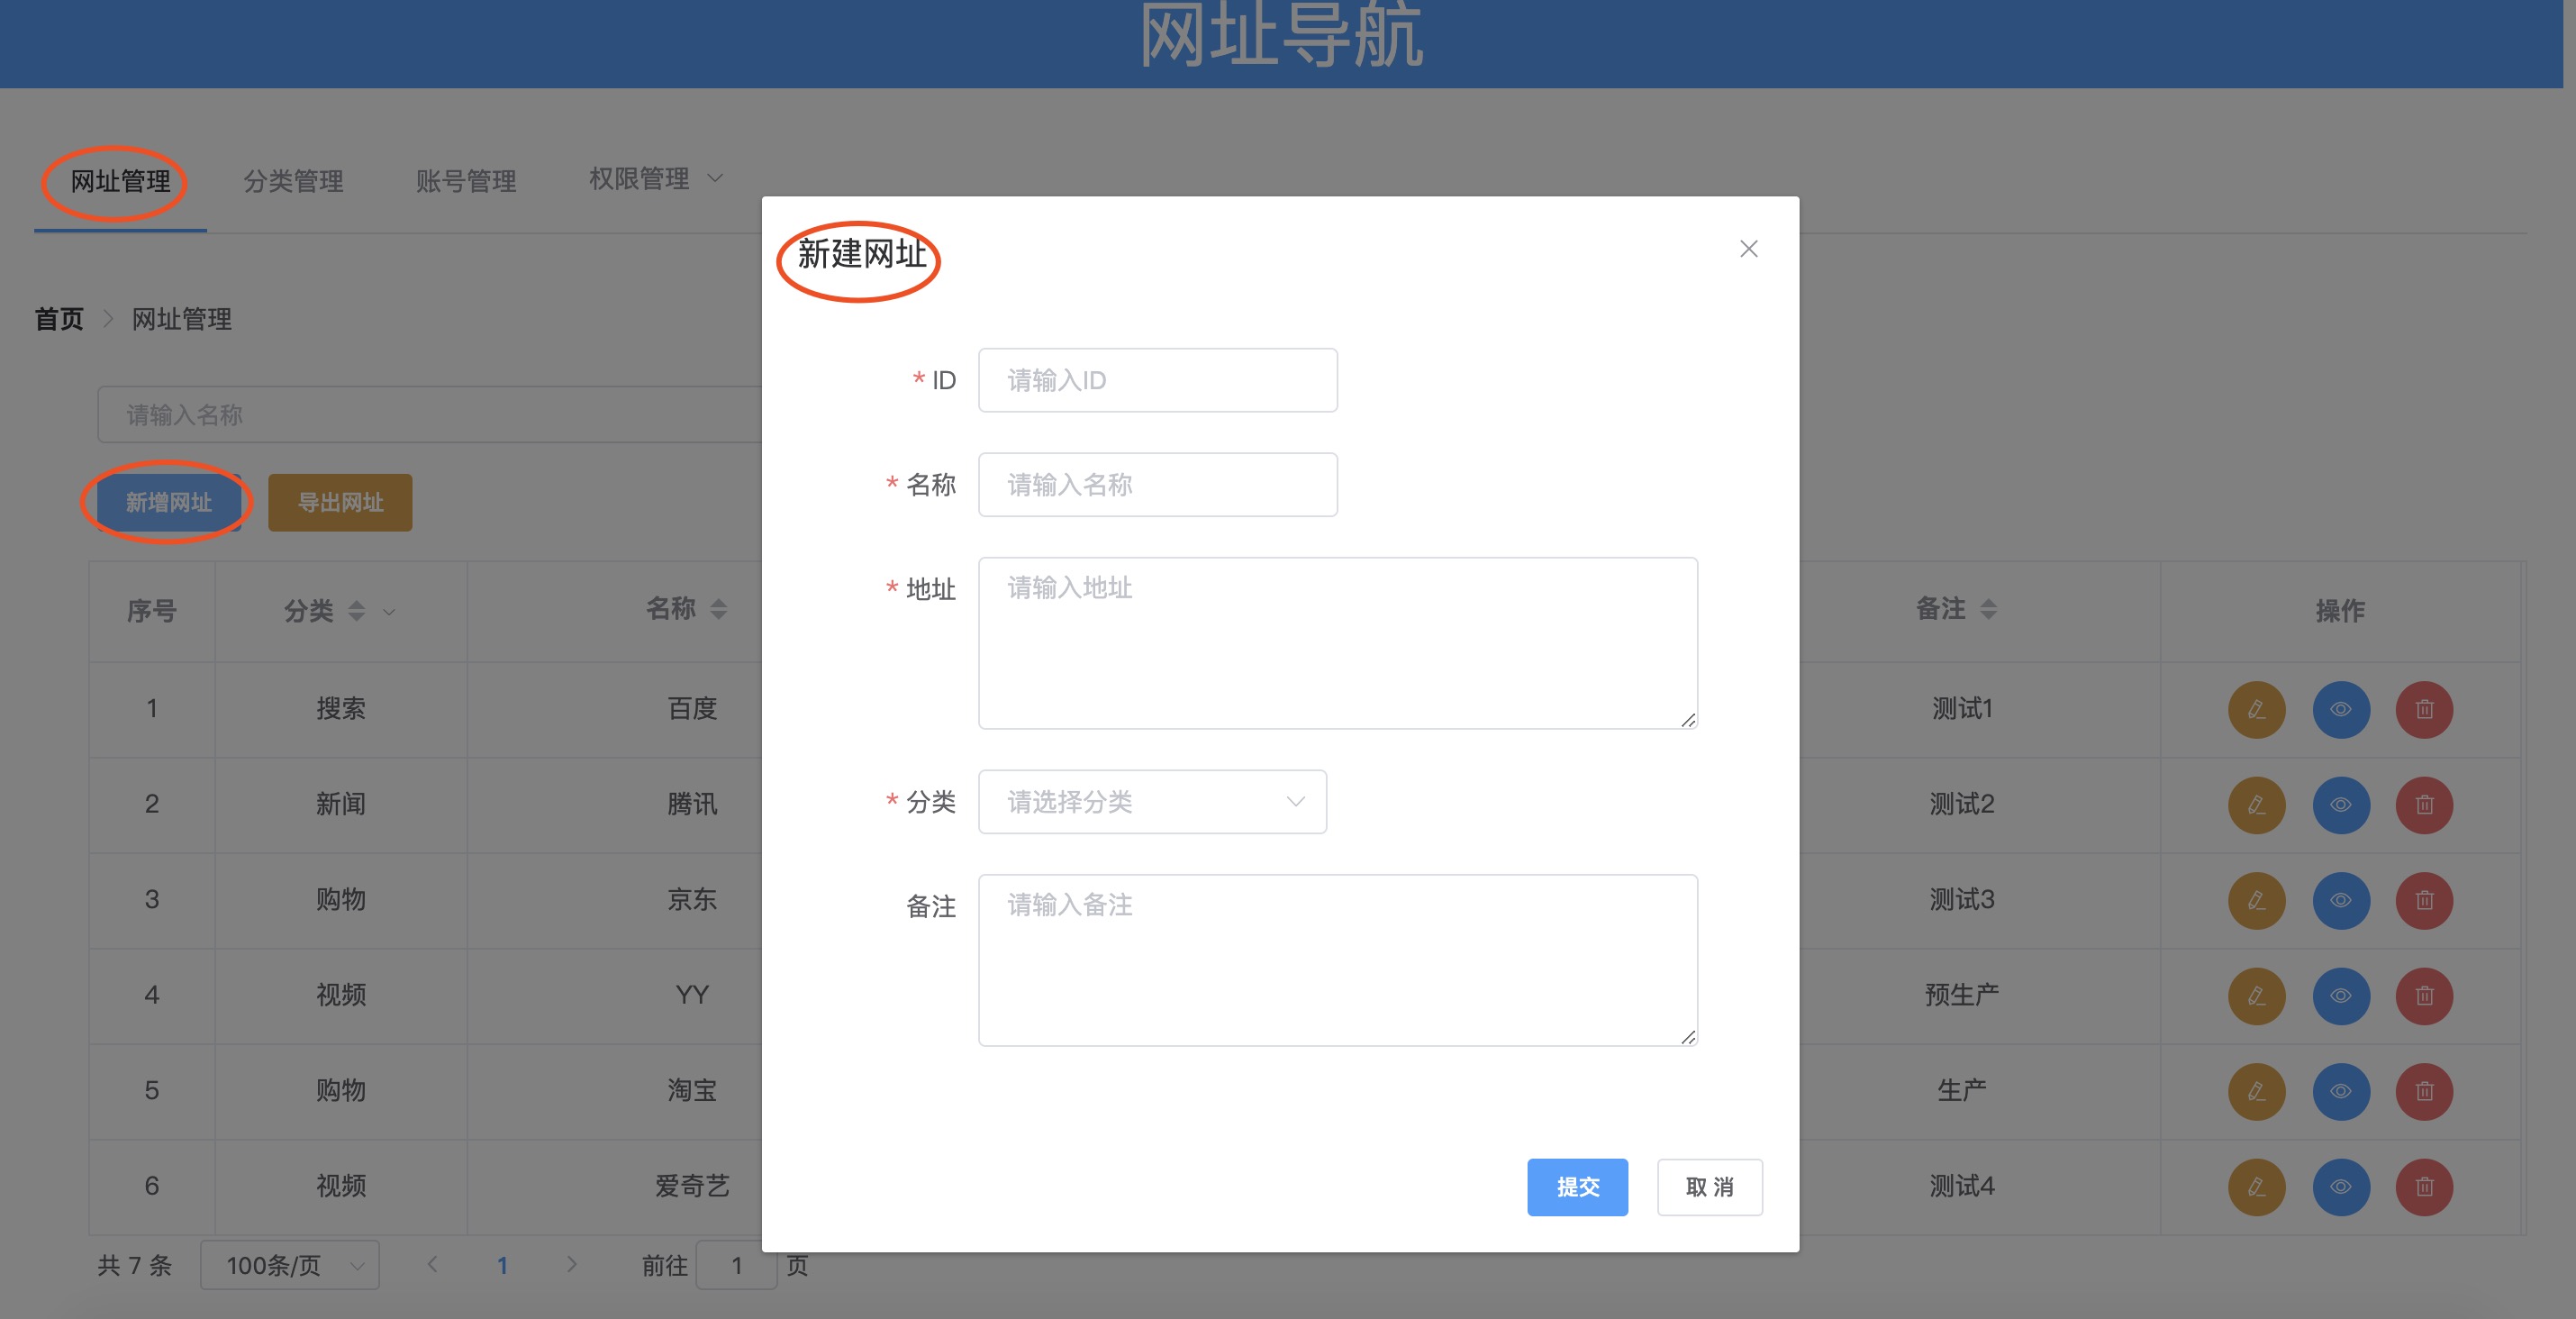 网址导航
网址管理 分类管理 账号管理 权限管理
新建网址
首页 网址管理
* ID 请输入ID
请输入名称
* 名称 请输入名称
新增网址 导出网址
* 地址 请输入地址
序号 分类 名称 备注 操作
1 搜索 百度 测试1
2 新闻 腾讯 测试2
* 分类 请选择分类
3 购物 京东 测试3
备注 请输入备注
4 视频 YY 预生产
5 购物 淘宝 生产
6 视频 爱奇艺 测试4
提交 取 消
共 7 条 100条/页 1 前往 1 页